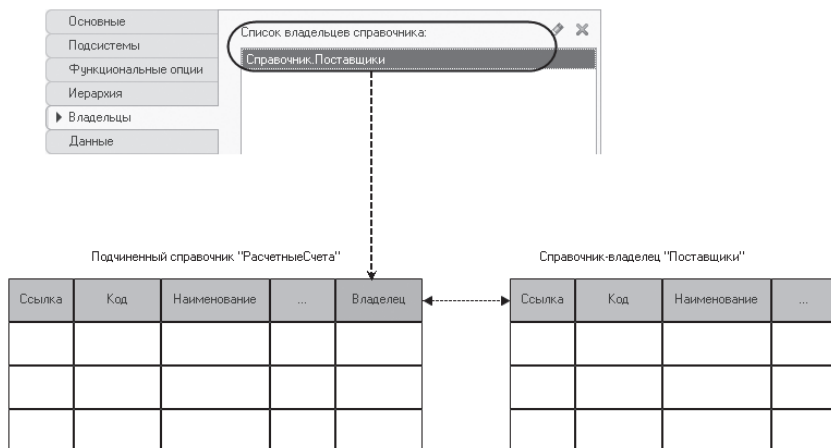 Основные
Подсистемы
Функциональные опции
Иерархия
Владельцы
Данные
Список владельцев справочника:
Справочник.Поставщики
Подчиненный справочник "РасчетныеСчета"
Справочник-владелец "Поставщики"
Ссылка Код Наименование ... Владелец
Ссылка Код Наименование ...